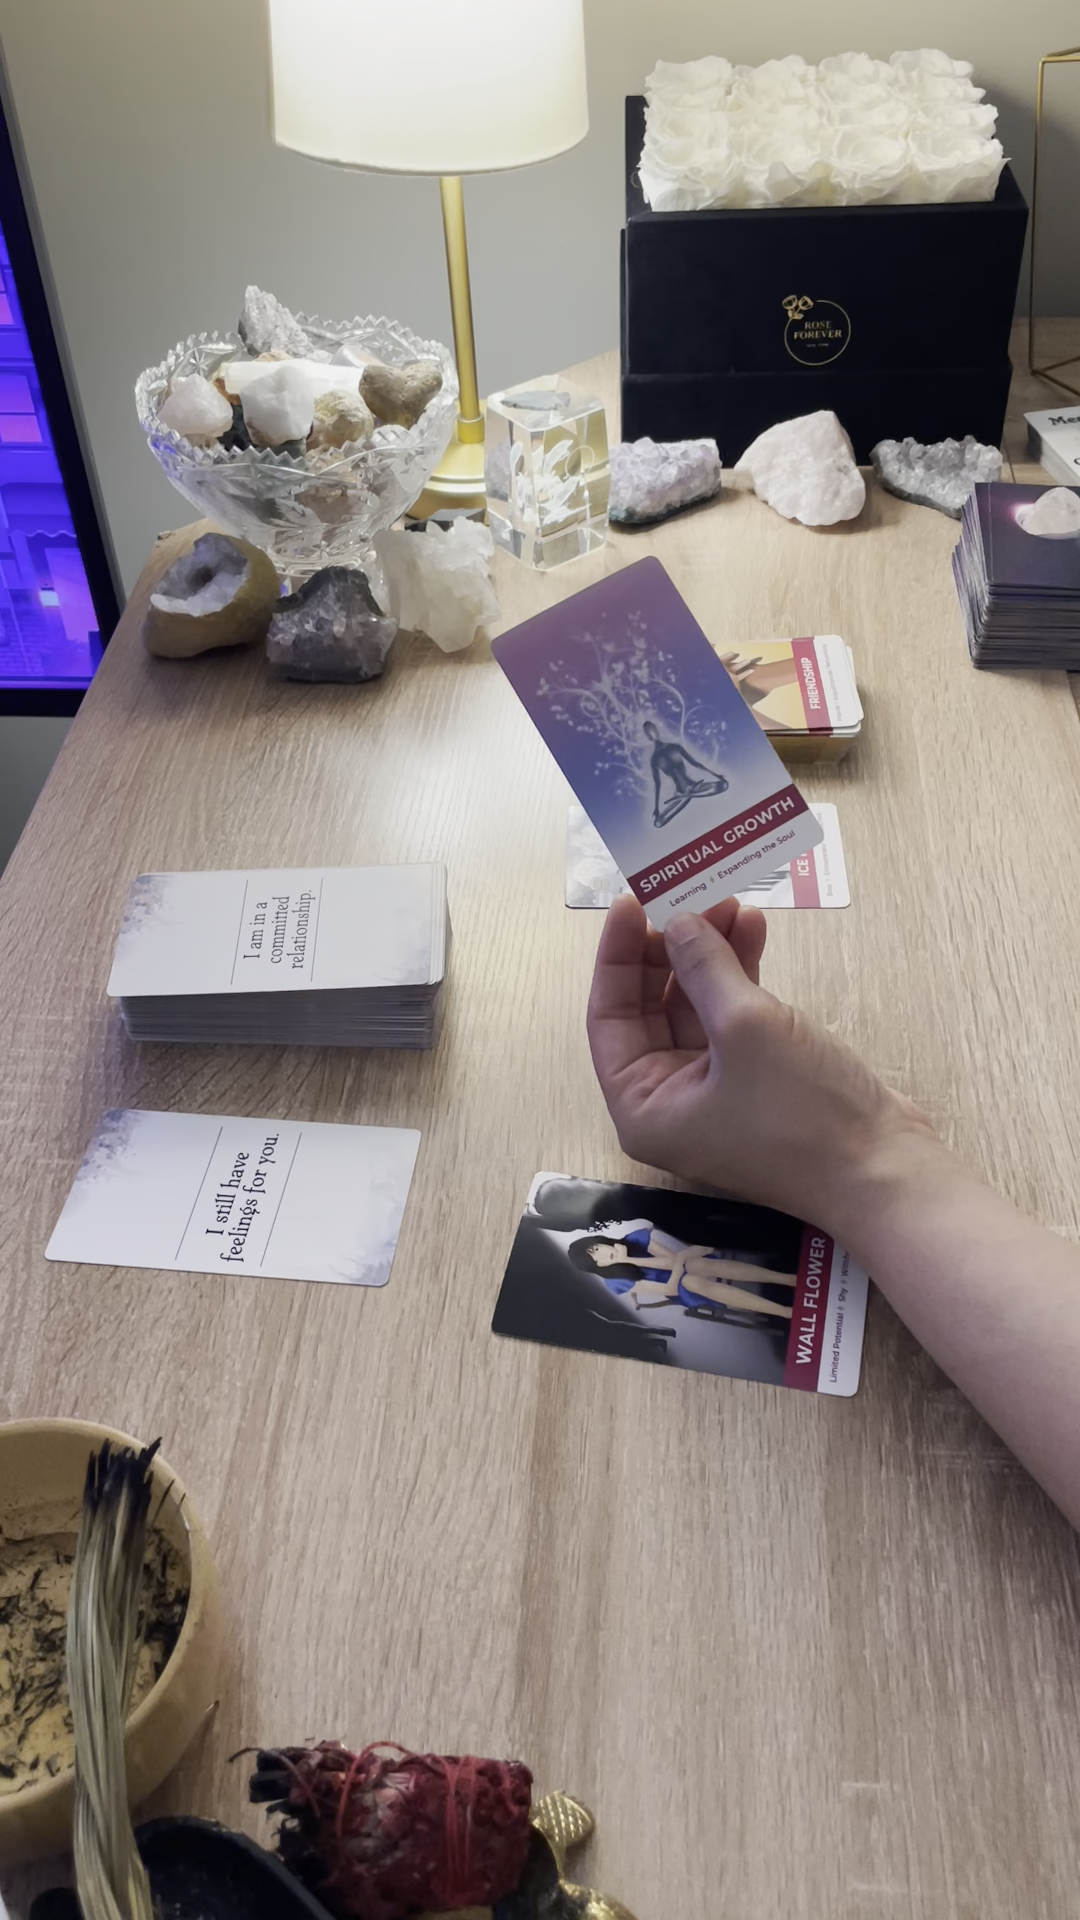 ROSE
FOREVER
FRIENDSHIP
SPIRITUAL GROWTH
Learning Expanding the Soul
ICE
I am in a
committed
relationship.
I still have
feelings for you.
WALL FLOWER
Limited Potential Shy